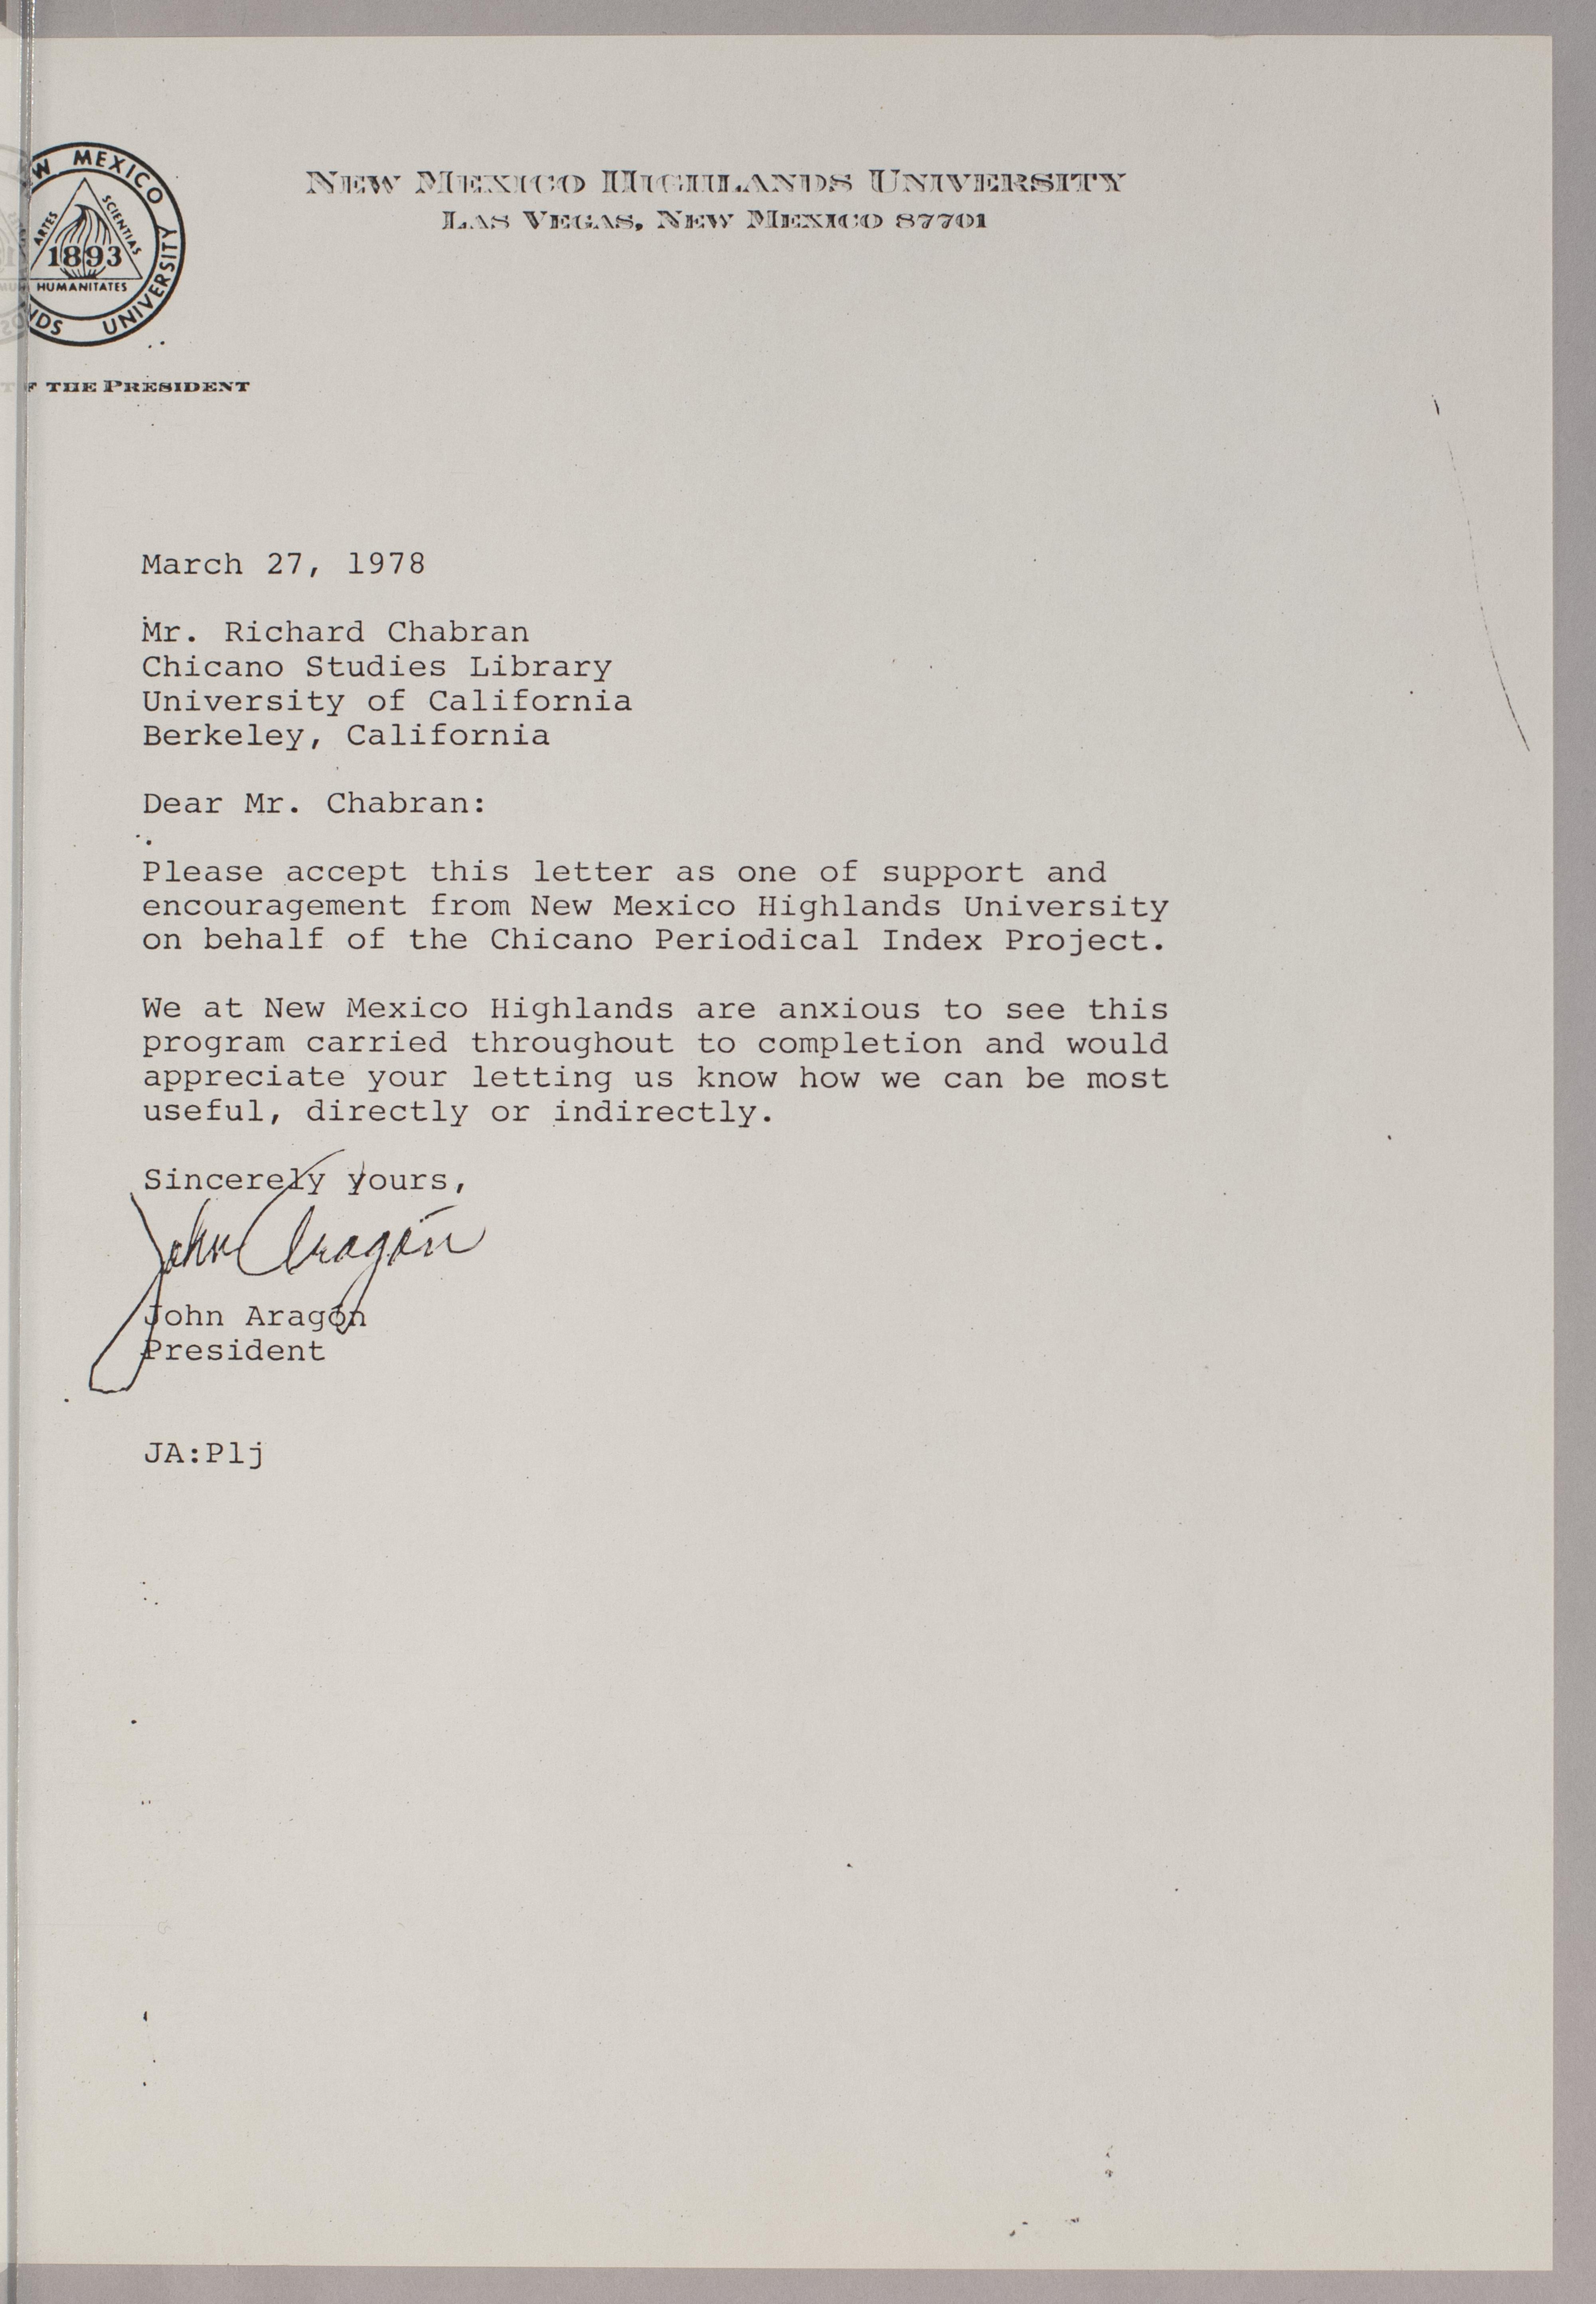 NEW MEXICO HIGHLANDS UNIVERSITY
LAS VEGAS, NEW MEXICO 87701
MEXICO UNIVERSITY
ARTES SCIENTIAS
1893
HUMANITATES
THE PRESIDENT
March 27, 1978
Mr. Richard Chabran
Chicano Studies Library
University of California
Berkeley, California
Dear Mr. Chabran:
Please accept this letter as one of support and
encouragement from New Mexico Highlands University
on behalf of the Chicano Periodical Index Project.
We at New Mexico Highlands are anxious to see this
program carried throughout to completion and would
appreciate your letting us know how we can be most
useful, directly or indirectly.
Sincerely yours,
John Aragón
John Aragón
President
JA:Plj